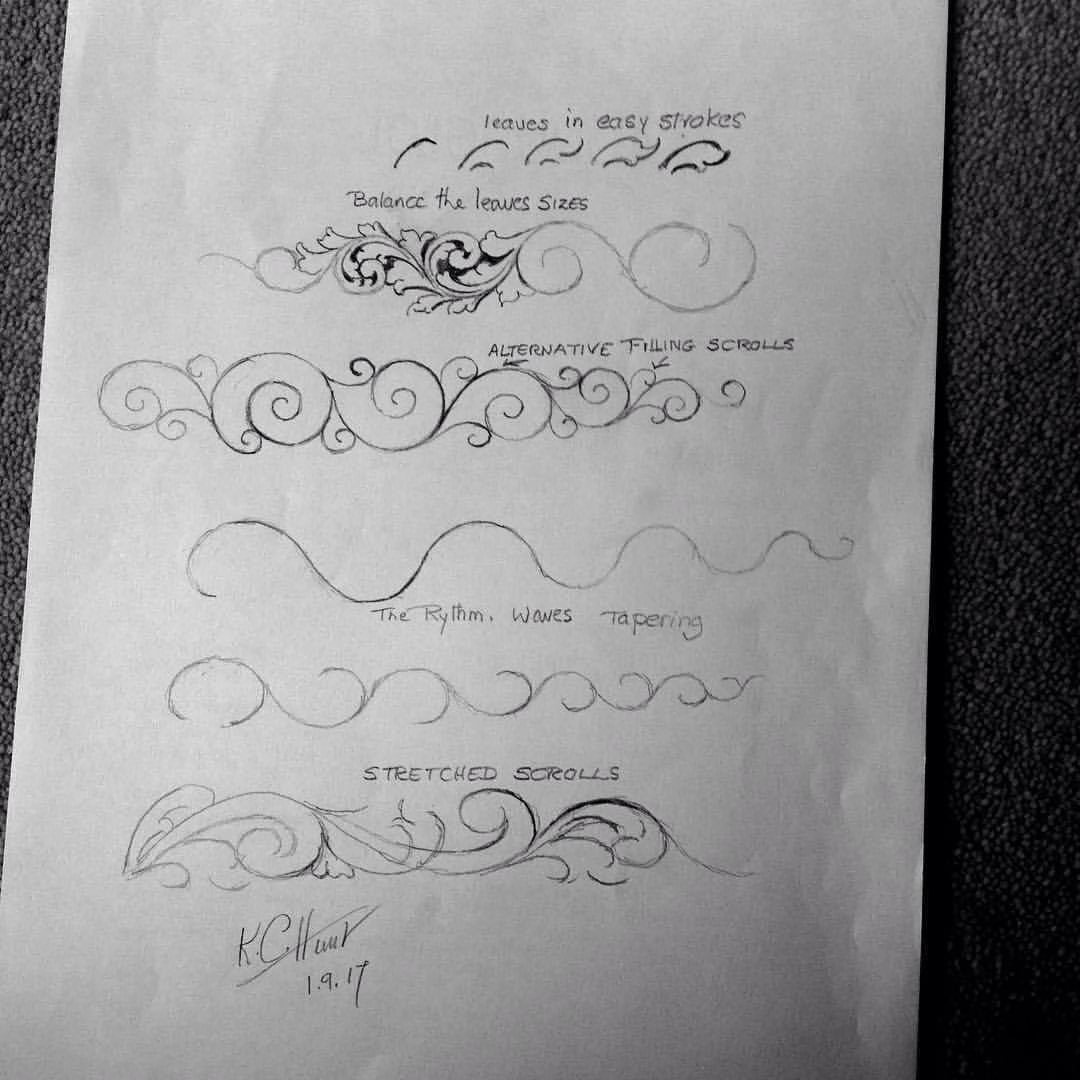 leaves in easy strokes
Balance the leaves SIZES
ALTERNATIVE FILLING SCROLLS
The Rythm. Waves Tapering
STRETCHED SCROLLS
K.C.Hunt
1.9.17